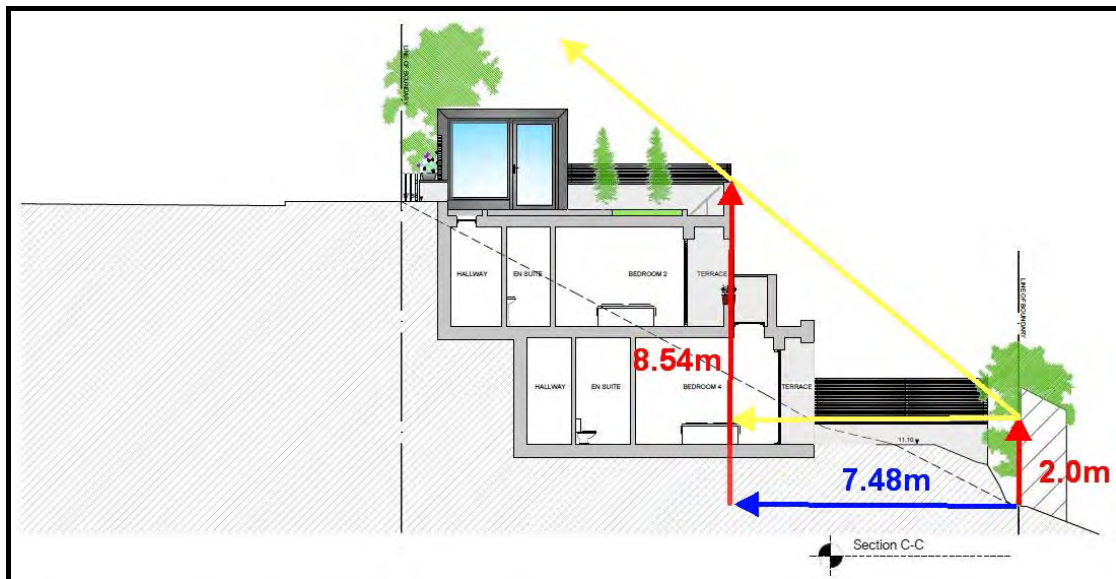 LINE OF BOUNDARY
HALLWAY
EN SUITE
BEDROOM 2
TERRACE
LINE OF BOUNDARY
8.54m
HALLWAY
EN SUITE
BEDROOM 4
TERRACE
11.10
7.48m
2.0m
Section C-C